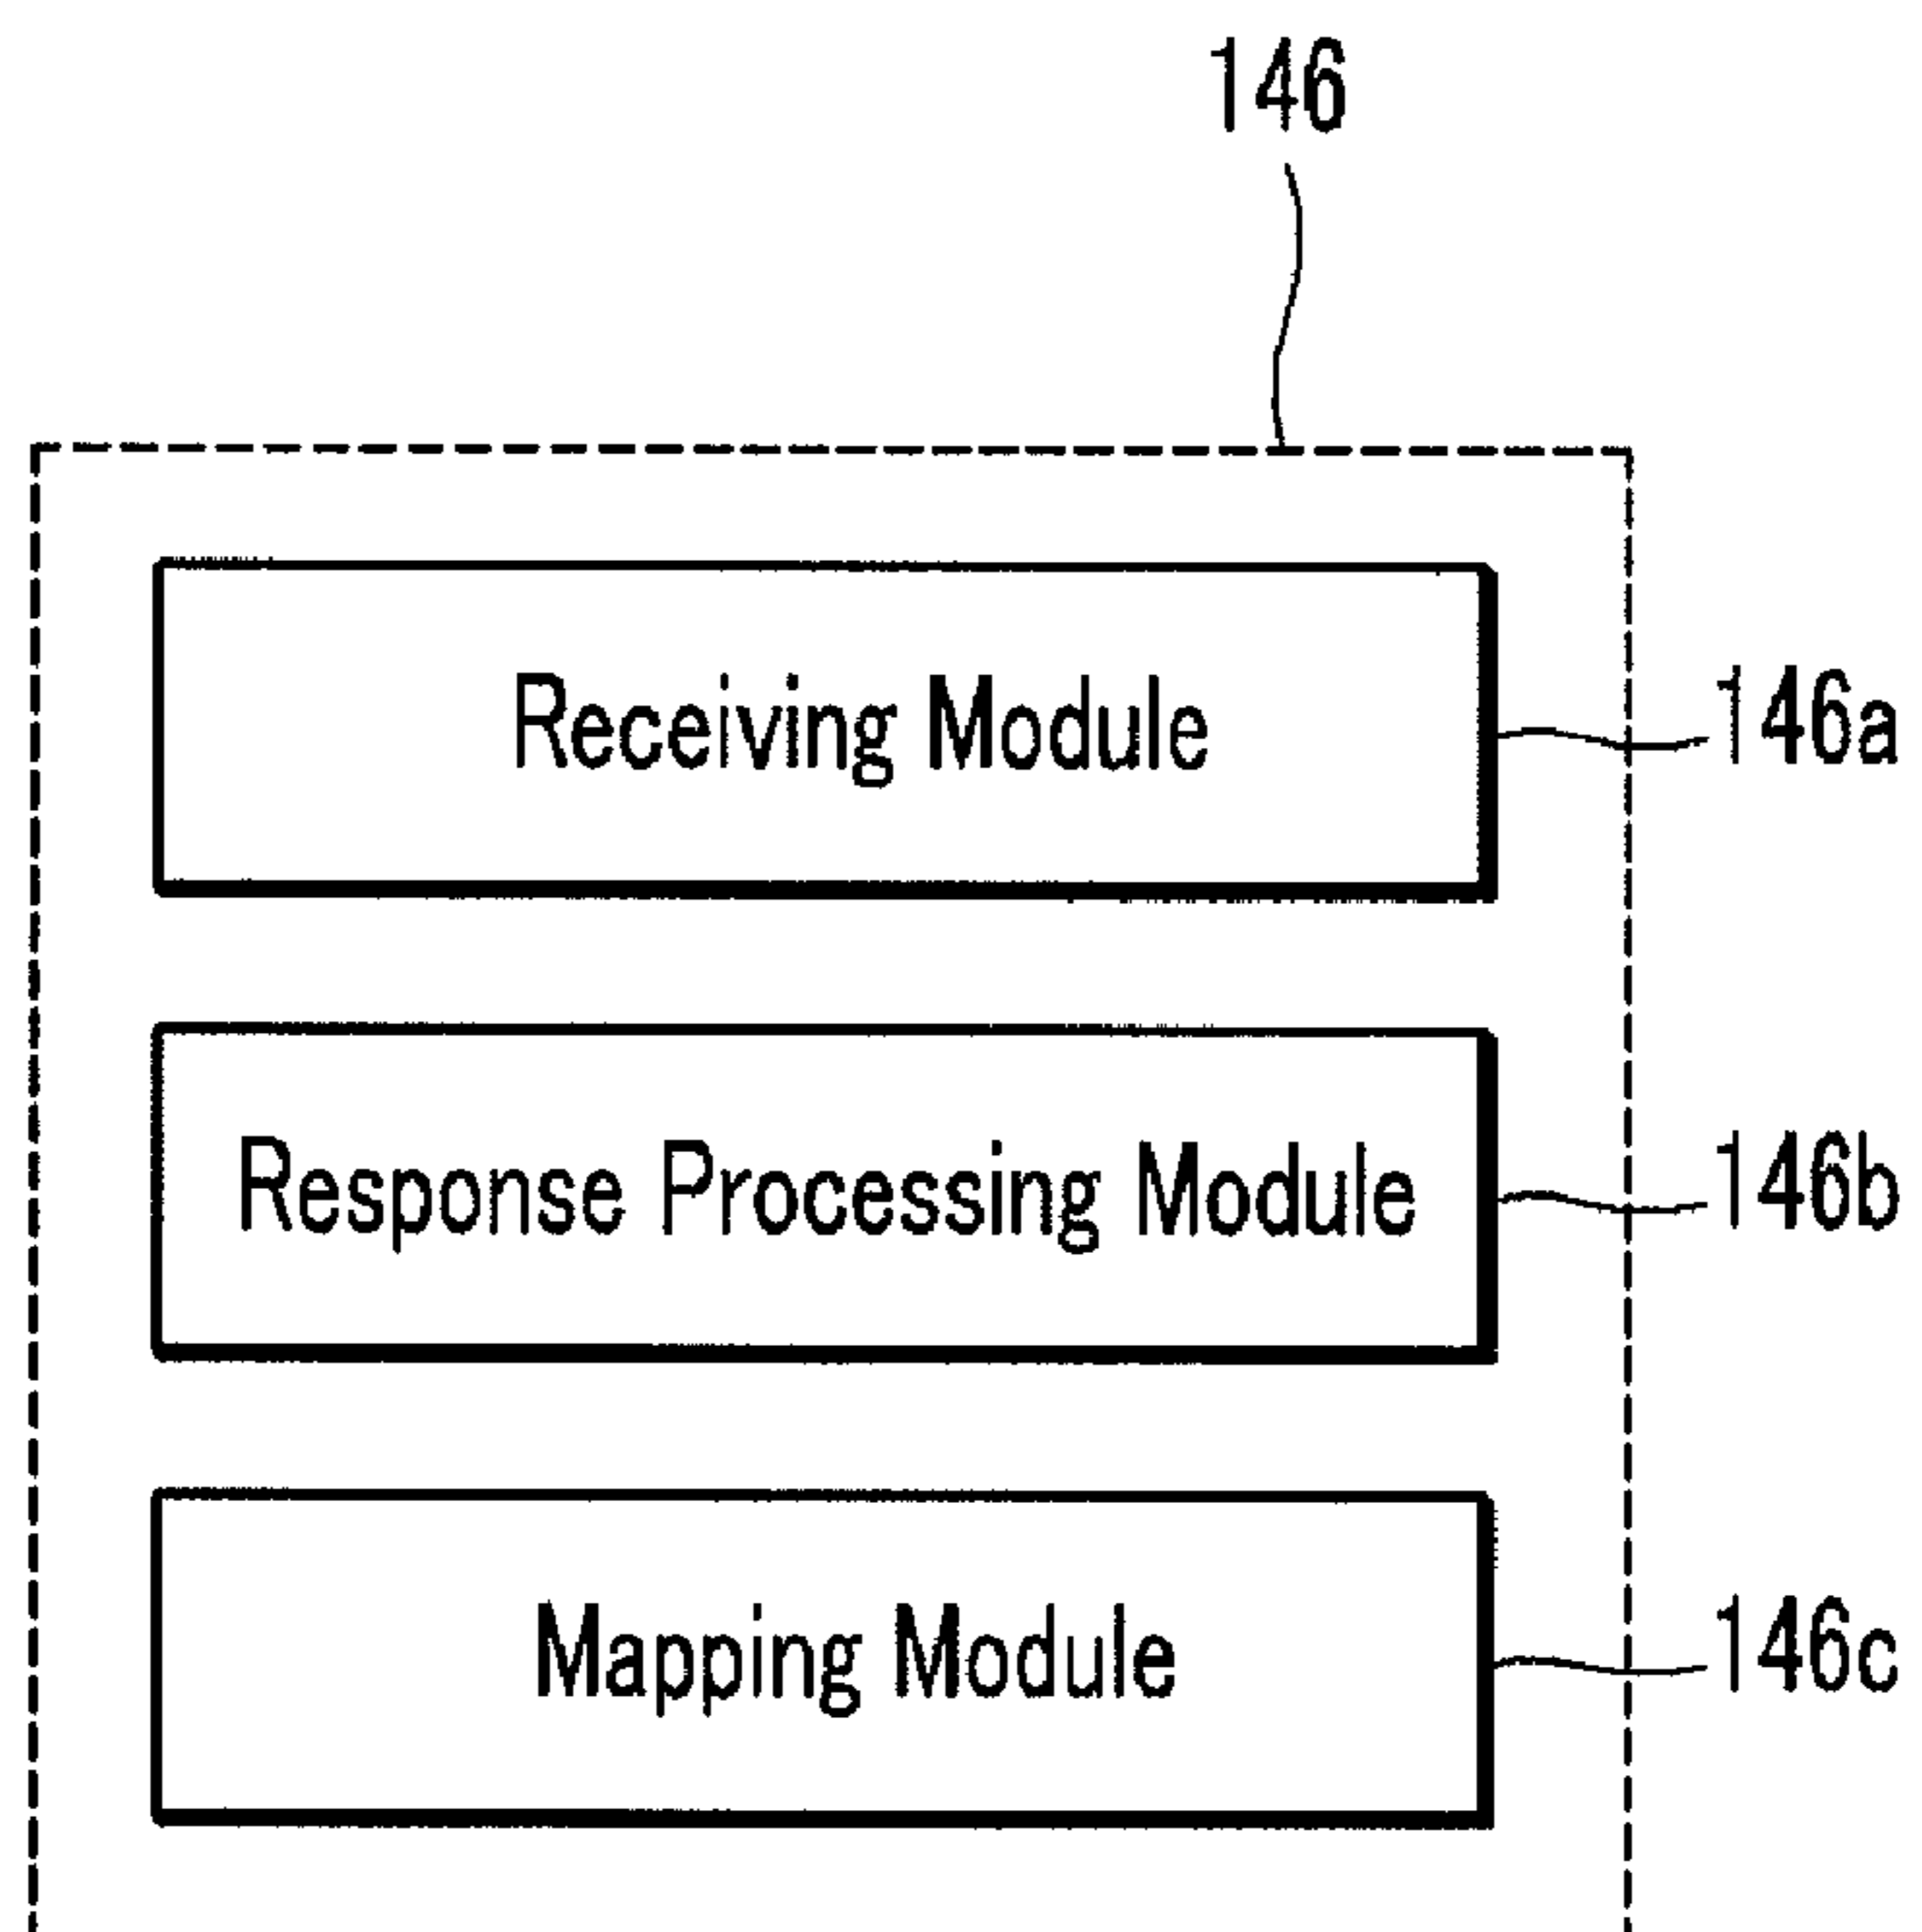 146
Receiving Module
146a
Response Processing Module
146b
Mapping Module
146c